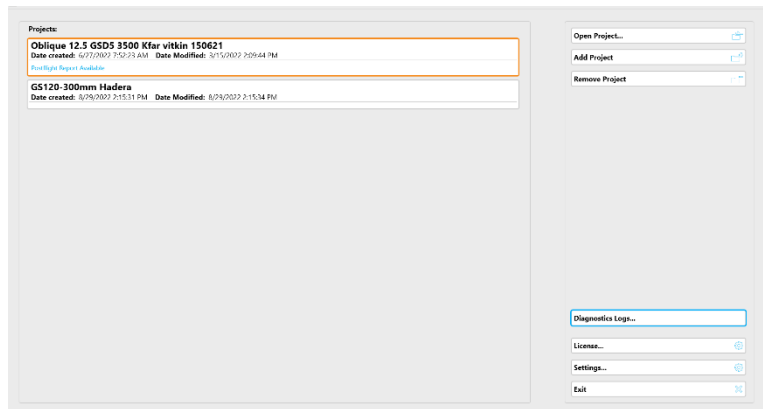 Projects:
Oblique 12.5 GSD5 3500 Kfar vitkin 150621
Date created: 6/27/2022 7:52:23 AM Date Modified: 3/15/2022 2:09:44 PM
Postflight Report Available
GS120-300mm Hadera
Date created: 8/29/2022 2:15:31 PM Date Modified: 8/29/2022 2:15:34 PM
Open Project...
Add Project
Remove Project
Diagnostics Logs...
License...
Settings...
Exit